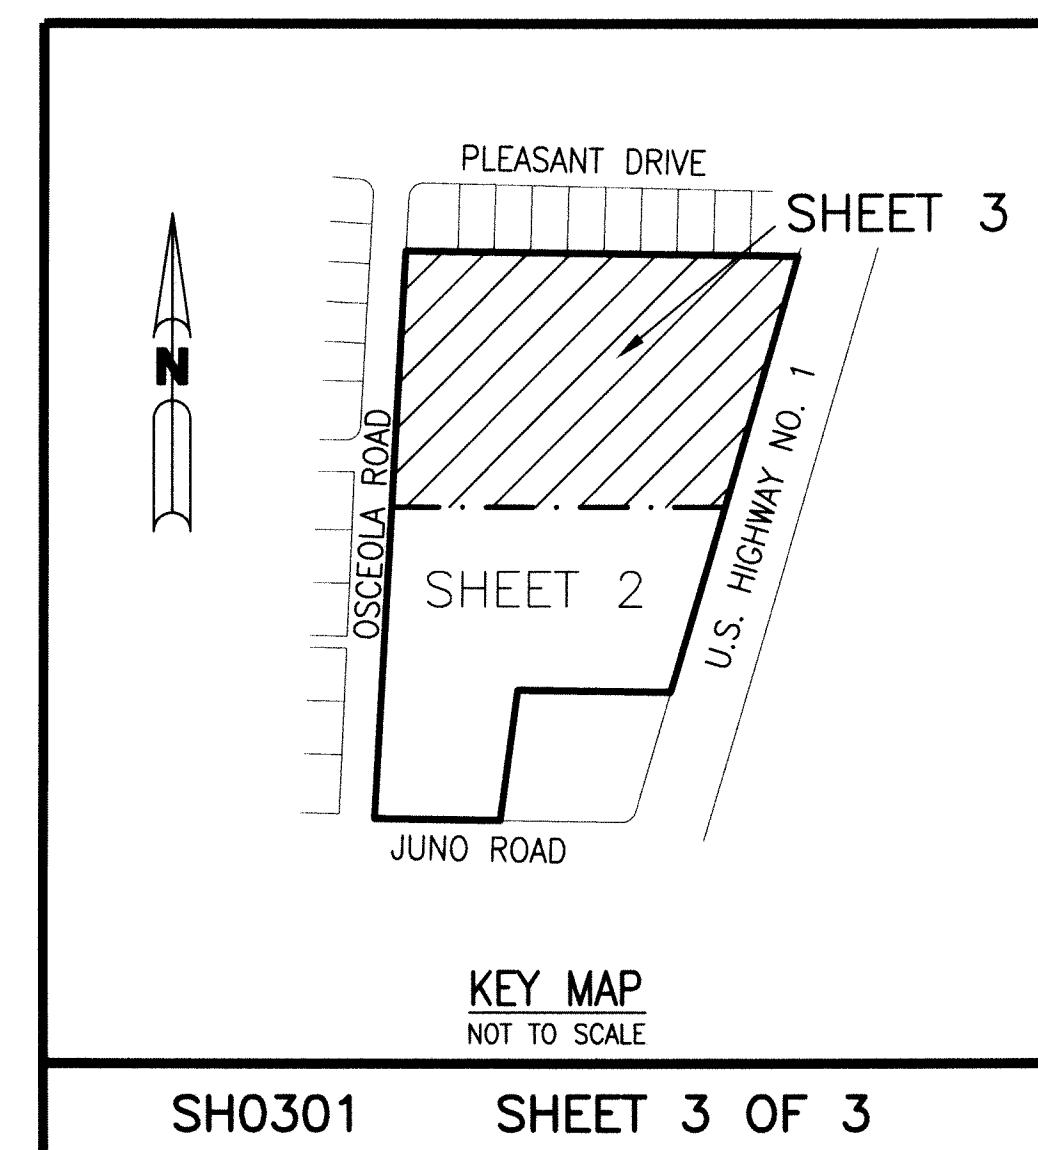 PLEASANT DRIVE
SHEET 3
N
OSCEOLA ROAD
U.S. HIGHWAY NO. 1
SHEET 2
JUNO ROAD
KEY MAP
NOT TO SCALE
SH0301 SHEET 3 OF 3